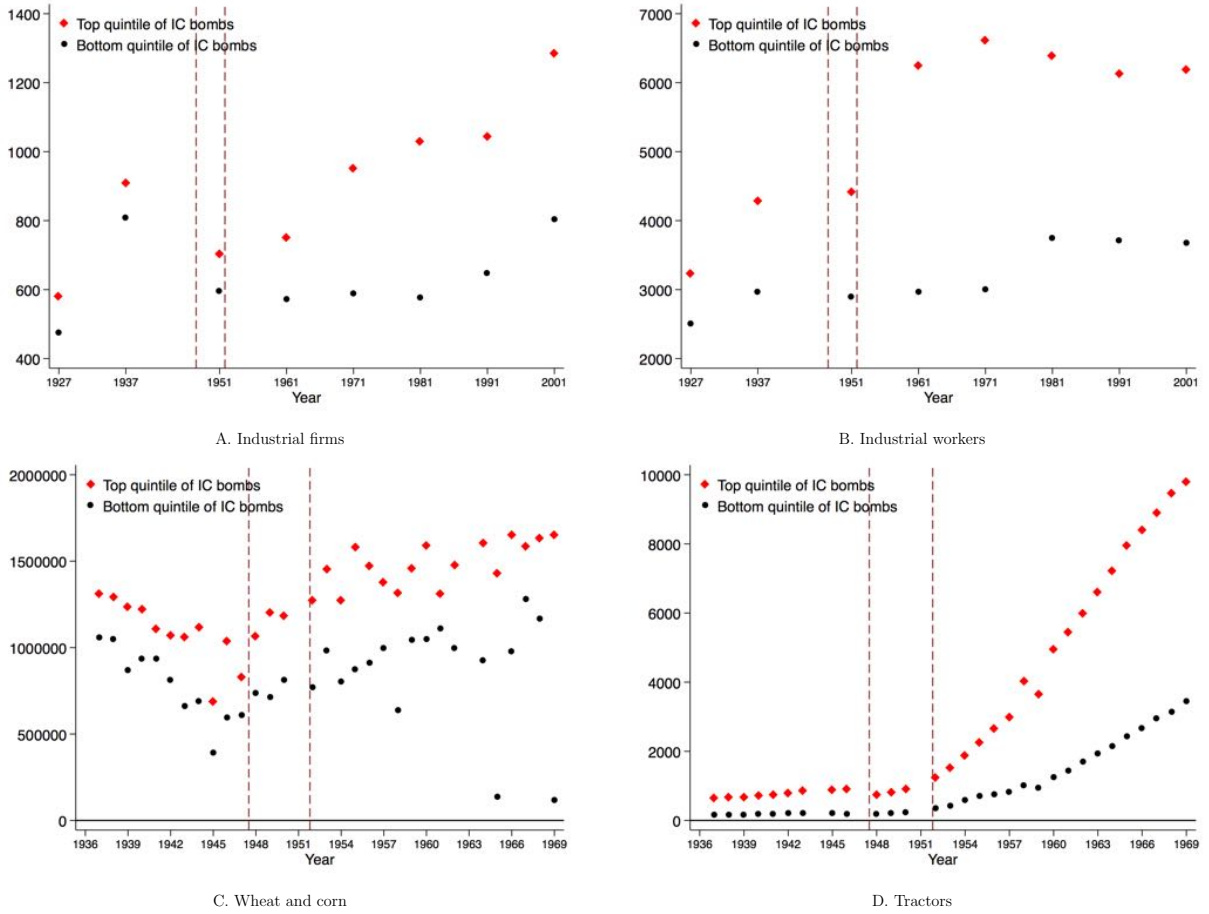 1400
1200
1000
800
600
400
Top quintile of IC bombs
Bottom quintile of IC bombs
1927 1937 1951 1961 1971 1981 1991 2001
Year
A. Industrial firms
7000
6000
5000
4000
3000
2000
Top quintile of IC bombs
Bottom quintile of IC bombs
1927 1937 1951 1961 1971 1981 1991 2001
Year
B. Industrial workers
2000000
1500000
1000000
500000
0
Top quintile of IC bombs
Bottom quintile of IC bombs
1936 1939 1942 1945 1948 1951 1954 1957 1960 1963 1966 1969
Year
C. Wheat and corn
10000
8000
6000
4000
2000
0
Top quintile of IC bombs
Bottom quintile of IC bombs
1936 1939 1942 1945 1948 1951 1954 1957 1960 1963 1966 1969
Year
D. Tractors